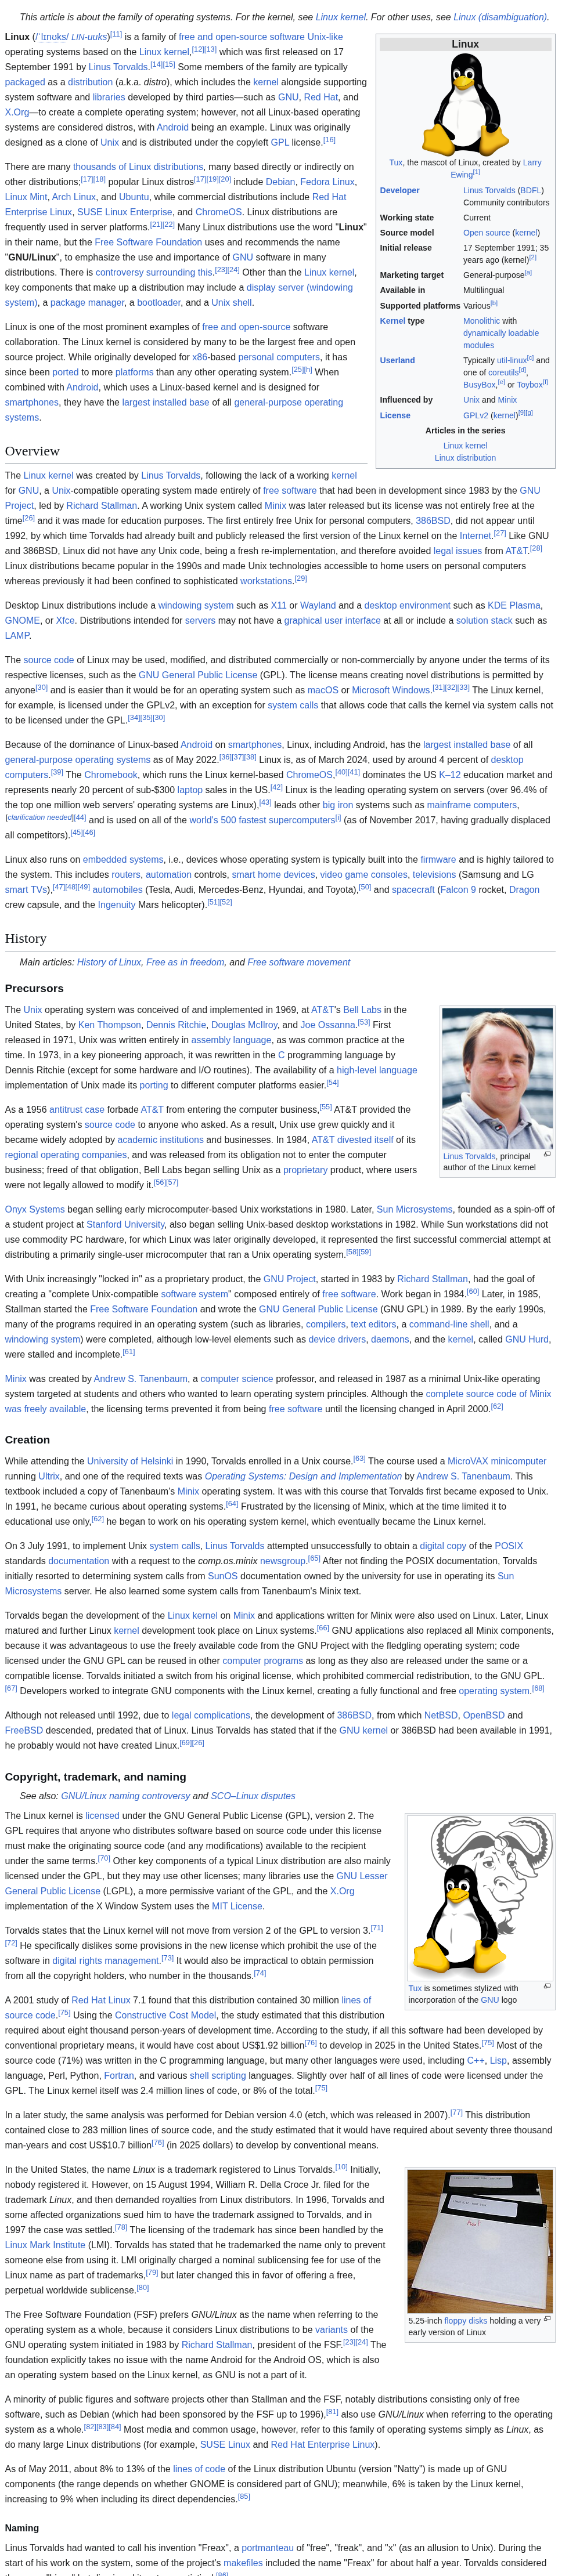 This article is about the family of operating systems. For the kernel, see Linux kernel. For other uses, see Linux (disambiguation).
Linux (/ˈlɪnʊks/ LIN-uuks)[11] is a family of free and open-source software Unix-like
operating systems based on the Linux kernel,[12][13] which was first released on 17
September 1991 by Linus Torvalds.[14][15] Some members of the family are typically
packaged as a distribution (a.k.a. distro), which includes the kernel alongside supporting
system software and libraries developed by third parties—such as GNU, Red Hat, and
X.Org—to create a complete operating system; however, not all Linux-based operating
systems are considered distros, with Android being an example. Linux was originally
designed as a clone of Unix and is distributed under the copyleft GPL license.[16]
There are many thousands of Linux distributions, many based directly or indirectly on
other distributions;[17][18] popular Linux distros[17][19][20] include Debian, Fedora Linux,
Linux Mint, Arch Linux, and Ubuntu, while commercial distributions include Red Hat
Enterprise Linux, SUSE Linux Enterprise, and ChromeOS. Linux distributions are
frequently used in server platforms.[21][22] Many Linux distributions use the word "Linux"
in their name, but the Free Software Foundation uses and recommends the name
"GNU/Linux", to emphasize the use and importance of GNU software in many
distributions. There is controversy surrounding this.[23][24] Other than the Linux kernel,
key components that make up a distribution may include a display server (windowing
system), a package manager, a bootloader, and a Unix shell.
Linux is one of the most prominent examples of free and open-source software
collaboration. The Linux kernel is considered by many to be the largest free and open
source project. While originally developed for x86-based personal computers, it has
since been ported to more platforms than any other operating system.[25][h] When
combined with Android, which uses a Linux-based kernel and is designed for
smartphones, they have the largest installed base of all general-purpose operating
systems.
Linux
Tux, the mascot of Linux, created by Larry
Ewing[1]
Developer Linus Torvalds (BDFL)
Community contributors
Working state Current
Source model Open source (kernel)
Initial release 17 September 1991; 35
years ago (kernel)[2]
Marketing target General-purpose[a]
Available in Multilingual
Supported platforms Various[b]
Kernel type Monolithic with
dynamically loadable
modules
Userland Typically util-linux[c] and
one of coreutils[d],
BusyBox,[e] or Toybox[f]
Influenced by Unix and Minix
License GPLv2 (kernel)[9][g]
Articles in the series
Linux kernel
Linux distribution
Overview
The Linux kernel was created by Linus Torvalds, following the lack of a working kernel
for GNU, a Unix-compatible operating system made entirely of free software that had been in development since 1983 by the GNU
Project, led by Richard Stallman. A working Unix system called Minix was later released but its license was not entirely free at the
time[26] and it was made for education purposes. The first entirely free Unix for personal computers, 386BSD, did not appear until
1992, by which time Torvalds had already built and publicly released the first version of the Linux kernel on the Internet.[27] Like GNU
and 386BSD, Linux did not have any Unix code, being a fresh re-implementation, and therefore avoided legal issues from AT&T.[28]
Linux distributions became popular in the 1990s and made Unix technologies accessible to home users on personal computers
whereas previously it had been confined to sophisticated workstations.[29]
Desktop Linux distributions include a windowing system such as X11 or Wayland and a desktop environment such as KDE Plasma,
GNOME, or Xfce. Distributions intended for servers may not have a graphical user interface at all or include a solution stack such as
LAMP.
The source code of Linux may be used, modified, and distributed commercially or non-commercially by anyone under the terms of its
respective licenses, such as the GNU General Public License (GPL). The license means creating novel distributions is permitted by
anyone[30] and is easier than it would be for an operating system such as macOS or Microsoft Windows.[31][32][33] The Linux kernel,
for example, is licensed under the GPLv2, with an exception for system calls that allows code that calls the kernel via system calls not
to be licensed under the GPL.[34][35][30]
Because of the dominance of Linux-based Android on smartphones, Linux, including Android, has the largest installed base of all
general-purpose operating systems as of May 2022.[36][37][38] Linux is, as of March 2024, used by around 4 percent of desktop
computers.[39] The Chromebook, which runs the Linux kernel-based ChromeOS,[40][41] dominates the US K–12 education market and
represents nearly 20 percent of sub-$300 laptop sales in the US.[42] Linux is the leading operating system on servers (over 96.4% of
the top one million web servers' operating systems are Linux),[43] leads other big iron systems such as mainframe computers,
[clarification needed][44] and is used on all of the world's 500 fastest supercomputers[i] (as of November 2017, having gradually displaced
all competitors).[45][46]
Linux also runs on embedded systems, i.e., devices whose operating system is typically built into the firmware and is highly tailored to
the system. This includes routers, automation controls, smart home devices, video game consoles, televisions (Samsung and LG
smart TVs),[47][48][49] automobiles (Tesla, Audi, Mercedes-Benz, Hyundai, and Toyota),[50] and spacecraft (Falcon 9 rocket, Dragon
crew capsule, and the Ingenuity Mars helicopter).[51][52]
History
Main articles: History of Linux, Free as in freedom, and Free software movement
Precursors
The Unix operating system was conceived of and implemented in 1969, at AT&T's Bell Labs in the
United States, by Ken Thompson, Dennis Ritchie, Douglas McIlroy, and Joe Ossanna.[53] First
released in 1971, Unix was written entirely in assembly language, as was common practice at the
time. In 1973, in a key pioneering approach, it was rewritten in the C programming language by
Dennis Ritchie (except for some hardware and I/O routines). The availability of a high-level language
implementation of Unix made its porting to different computer platforms easier.[54]
As a 1956 antitrust case forbade AT&T from entering the computer business,[55] AT&T provided the
operating system's source code to anyone who asked. As a result, Unix use grew quickly and it
became widely adopted by academic institutions and businesses. In 1984, AT&T divested itself of its
regional operating companies, and was released from its obligation not to enter the computer
business; freed of that obligation, Bell Labs began selling Unix as a proprietary product, where users
were not legally allowed to modify it.[56][57]
Linus Torvalds, principal
author of the Linux kernel
Onyx Systems began selling early microcomputer-based Unix workstations in 1980. Later, Sun Microsystems, founded as a spin-off of
a student project at Stanford University, also began selling Unix-based desktop workstations in 1982. While Sun workstations did not
use commodity PC hardware, for which Linux was later originally developed, it represented the first successful commercial attempt at
distributing a primarily single-user microcomputer that ran a Unix operating system.[58][59]
With Unix increasingly "locked in" as a proprietary product, the GNU Project, started in 1983 by Richard Stallman, had the goal of
creating a "complete Unix-compatible software system" composed entirely of free software. Work began in 1984.[60] Later, in 1985,
Stallman started the Free Software Foundation and wrote the GNU General Public License (GNU GPL) in 1989. By the early 1990s,
many of the programs required in an operating system (such as libraries, compilers, text editors, a command-line shell, and a
windowing system) were completed, although low-level elements such as device drivers, daemons, and the kernel, called GNU Hurd,
were stalled and incomplete.[61]
Minix was created by Andrew S. Tanenbaum, a computer science professor, and released in 1987 as a minimal Unix-like operating
system targeted at students and others who wanted to learn operating system principles. Although the complete source code of Minix
was freely available, the licensing terms prevented it from being free software until the licensing changed in April 2000.[62]
Creation
While attending the University of Helsinki in 1990, Torvalds enrolled in a Unix course.[63] The course used a MicroVAX minicomputer
running Ultrix, and one of the required texts was Operating Systems: Design and Implementation by Andrew S. Tanenbaum. This
textbook included a copy of Tanenbaum's Minix operating system. It was with this course that Torvalds first became exposed to Unix.
In 1991, he became curious about operating systems.[64] Frustrated by the licensing of Minix, which at the time limited it to
educational use only,[62] he began to work on his operating system kernel, which eventually became the Linux kernel.
On 3 July 1991, to implement Unix system calls, Linus Torvalds attempted unsuccessfully to obtain a digital copy of the POSIX
standards documentation with a request to the comp.os.minix newsgroup.[65] After not finding the POSIX documentation, Torvalds
initially resorted to determining system calls from SunOS documentation owned by the university for use in operating its Sun
Microsystems server. He also learned some system calls from Tanenbaum's Minix text.
Torvalds began the development of the Linux kernel on Minix and applications written for Minix were also used on Linux. Later, Linux
matured and further Linux kernel development took place on Linux systems.[66] GNU applications also replaced all Minix components,
because it was advantageous to use the freely available code from the GNU Project with the fledgling operating system; code
licensed under the GNU GPL can be reused in other computer programs as long as they also are released under the same or a
compatible license. Torvalds initiated a switch from his original license, which prohibited commercial redistribution, to the GNU GPL.
[67] Developers worked to integrate GNU components with the Linux kernel, creating a fully functional and free operating system.[68]
Although not released until 1992, due to legal complications, the development of 386BSD, from which NetBSD, OpenBSD and
FreeBSD descended, predated that of Linux. Linus Torvalds has stated that if the GNU kernel or 386BSD had been available in 1991,
he probably would not have created Linux.[69][26]
Copyright, trademark, and naming
See also: GNU/Linux naming controversy and SCO–Linux disputes
The Linux kernel is licensed under the GNU General Public License (GPL), version 2. The
GPL requires that anyone who distributes software based on source code under this license
must make the originating source code (and any modifications) available to the recipient
under the same terms.[70] Other key components of a typical Linux distribution are also mainly
licensed under the GPL, but they may use other licenses; many libraries use the GNU Lesser
General Public License (LGPL), a more permissive variant of the GPL, and the X.Org
implementation of the X Window System uses the MIT License.
Torvalds states that the Linux kernel will not move from version 2 of the GPL to version 3.[71]
[72] He specifically dislikes some provisions in the new license which prohibit the use of the
software in digital rights management.[73] It would also be impractical to obtain permission
from all the copyright holders, who number in the thousands.[74]
Tux is sometimes stylized with
incorporation of the GNU logo
A 2001 study of Red Hat Linux 7.1 found that this distribution contained 30 million lines of
source code.[75] Using the Constructive Cost Model, the study estimated that this distribution
required about eight thousand person-years of development time. According to the study, if all this software had been developed by
conventional proprietary means, it would have cost about US$1.92 billion[76] to develop in 2025 in the United States.[75] Most of the
source code (71%) was written in the C programming language, but many other languages were used, including C++, Lisp, assembly
language, Perl, Python, Fortran, and various shell scripting languages. Slightly over half of all lines of code were licensed under the
GPL. The Linux kernel itself was 2.4 million lines of code, or 8% of the total.[75]
In a later study, the same analysis was performed for Debian version 4.0 (etch, which was released in 2007).[77] This distribution
contained close to 283 million lines of source code, and the study estimated that it would have required about seventy three thousand
man-years and cost US$10.7 billion[76] (in 2025 dollars) to develop by conventional means.
In the United States, the name Linux is a trademark registered to Linus Torvalds.[10] Initially,
nobody registered it. However, on 15 August 1994, William R. Della Croce Jr. filed for the
trademark Linux, and then demanded royalties from Linux distributors. In 1996, Torvalds and
some affected organizations sued him to have the trademark assigned to Torvalds, and in
1997 the case was settled.[78] The licensing of the trademark has since been handled by the
Linux Mark Institute (LMI). Torvalds has stated that he trademarked the name only to prevent
someone else from using it. LMI originally charged a nominal sublicensing fee for use of the
Linux name as part of trademarks,[79] but later changed this in favor of offering a free,
perpetual worldwide sublicense.[80]
5.25-inch floppy disks holding a very
early version of Linux
The Free Software Foundation (FSF) prefers GNU/Linux as the name when referring to the
operating system as a whole, because it considers Linux distributions to be variants of the
GNU operating system initiated in 1983 by Richard Stallman, president of the FSF.[23][24] The
foundation explicitly takes no issue with the name Android for the Android OS, which is also
an operating system based on the Linux kernel, as GNU is not a part of it.
A minority of public figures and software projects other than Stallman and the FSF, notably distributions consisting only of free
software, such as Debian (which had been sponsored by the FSF up to 1996),[81] also use GNU/Linux when referring to the operating
system as a whole.[82][83][84] Most media and common usage, however, refer to this family of operating systems simply as Linux, as
do many large Linux distributions (for example, SUSE Linux and Red Hat Enterprise Linux).
As of May 2011, about 8% to 13% of the lines of code of the Linux distribution Ubuntu (version "Natty") is made up of GNU
components (the range depends on whether GNOME is considered part of GNU); meanwhile, 6% is taken by the Linux kernel,
increasing to 9% when including its direct dependencies.[85]
Naming
Linus Torvalds had wanted to call his invention "Freax", a portmanteau of "free", "freak", and "x" (as an allusion to Unix). During the
start of his work on the system, some of the project's makefiles included the name "Freax" for about half a year. Torvalds considered